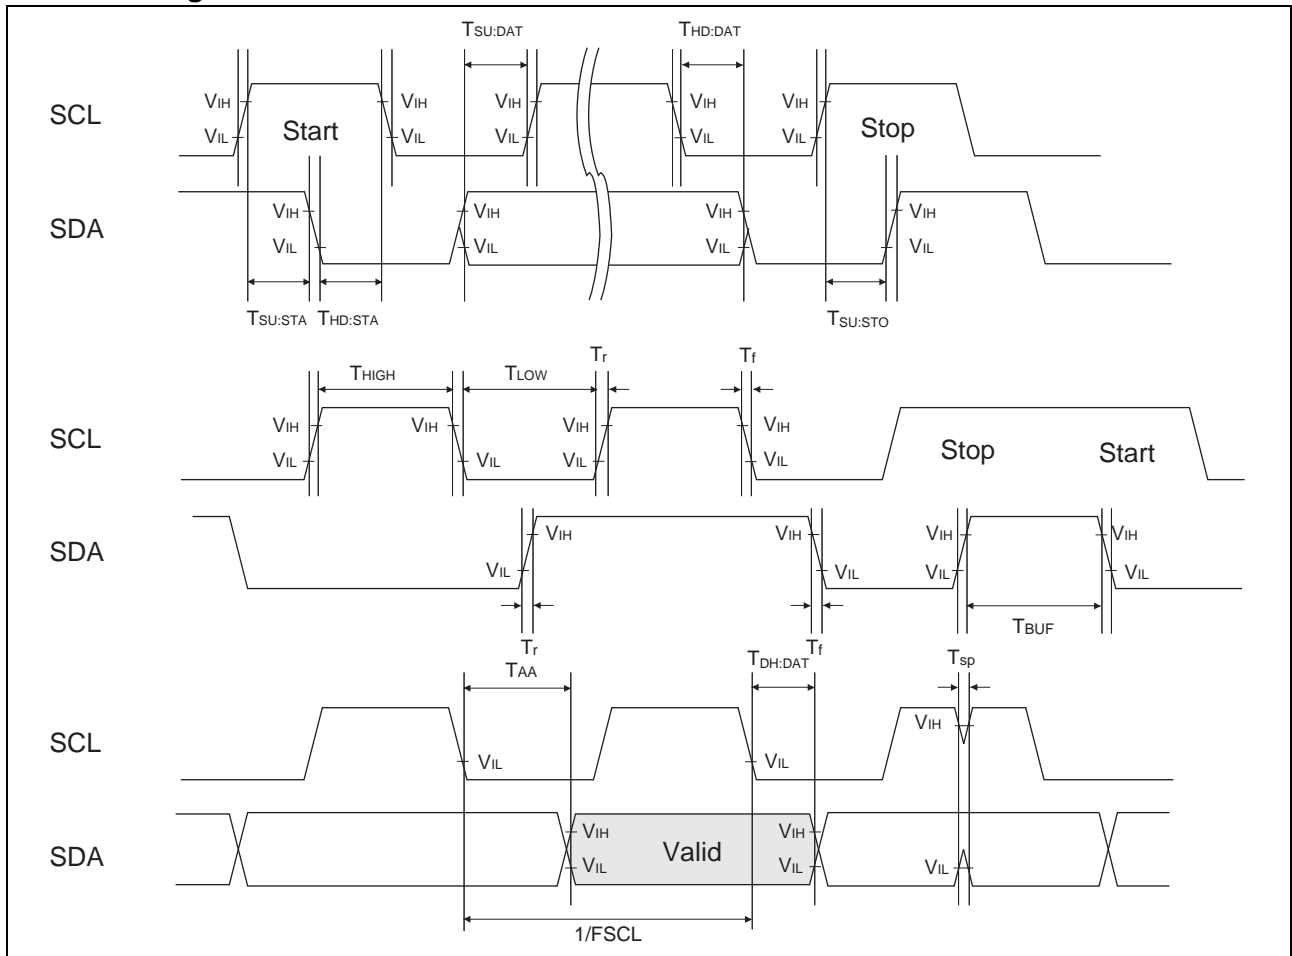 TSU:DAT THD:DAT
SCL VIH VIH VIH VIH VIH
Start Stop
VIL VIL VIL VIL VIL
SDA VIH VIH VIH VIH
VIL VIL VIL VIL
TSU:STA THD:STA TSU:STO
Tr Tf
THIGH TLOW
SCL VIH VIH VIH VIH
VIL VIL VIL VIL
Stop Start
SDA VIH VIH VIH VIH
VIL VIL VIL VIL
TBUF
Tr Tf
TAA TDH:DAT Tsp
SCL VIH
VIL VIL
SDA VIH VIH
Valid
VIL VIL VIL
1/FSCL